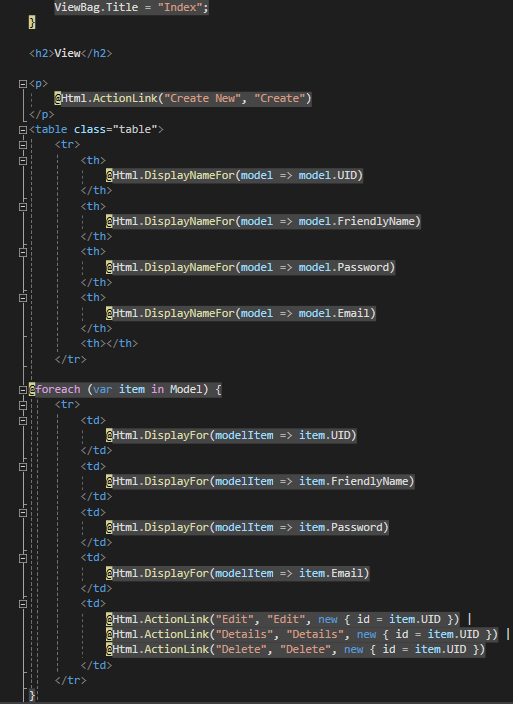 ViewBag.Title = "Index";
}
<h2>View</h2>
<p>
@Html.ActionLink("Create New", "Create")
</p>
<table class="table">
<tr>
<th>
@Html.DisplayNameFor(model => model.UID)
</th>
<th>
@Html.DisplayNameFor(model => model.FriendlyName)
</th>
<th>
@Html.DisplayNameFor(model => model.Password)
</th>
<th>
@Html.DisplayNameFor(model => model.Email)
</th>
<th></th>
</tr>
@foreach (var item in Model) {
<tr>
<td>
@Html.DisplayFor(modelItem => item.UID)
</td>
<td>
@Html.DisplayFor(modelItem => item.FriendlyName)
</td>
<td>
@Html.DisplayFor(modelItem => item.Password)
</td>
<td>
@Html.DisplayFor(modelItem => item.Email)
</td>
<td>
@Html.ActionLink("Edit", "Edit", new { id = item.UID }) |
@Html.ActionLink("Details", "Details", new { id = item.UID }) |
@Html.ActionLink("Delete", "Delete", new { id = item.UID })
</td>
</tr>
}